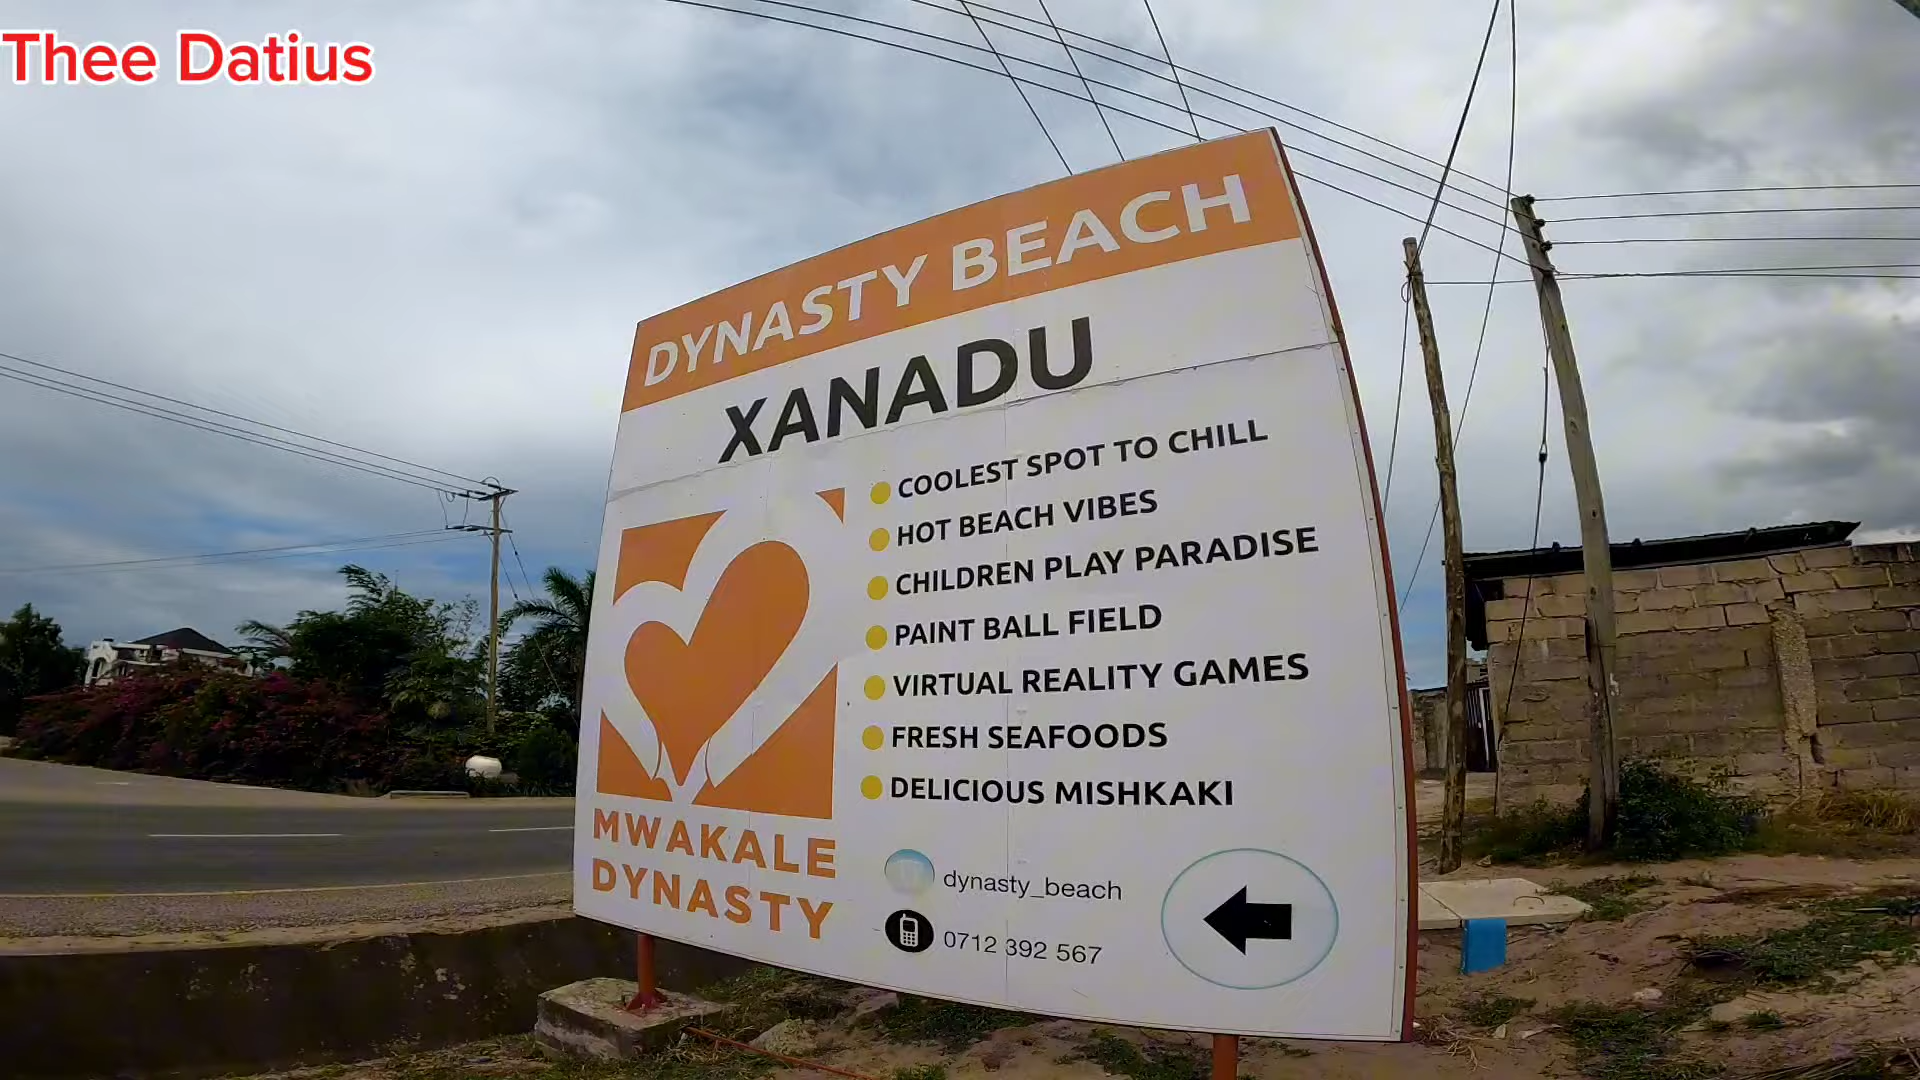 Thee Datius
DYNASTY BEACH
XANADU
COOLEST SPOT TO CHILL
HOT BEACH VIBES
CHILDREN PLAY PARADISE
PAINT BALL FIELD
VIRTUAL REALITY GAMES
FRESH SEAFOODS
DELICIOUS MISHKAKI
MWAKALE
DYNASTY
dynasty_beach
0712 392 567